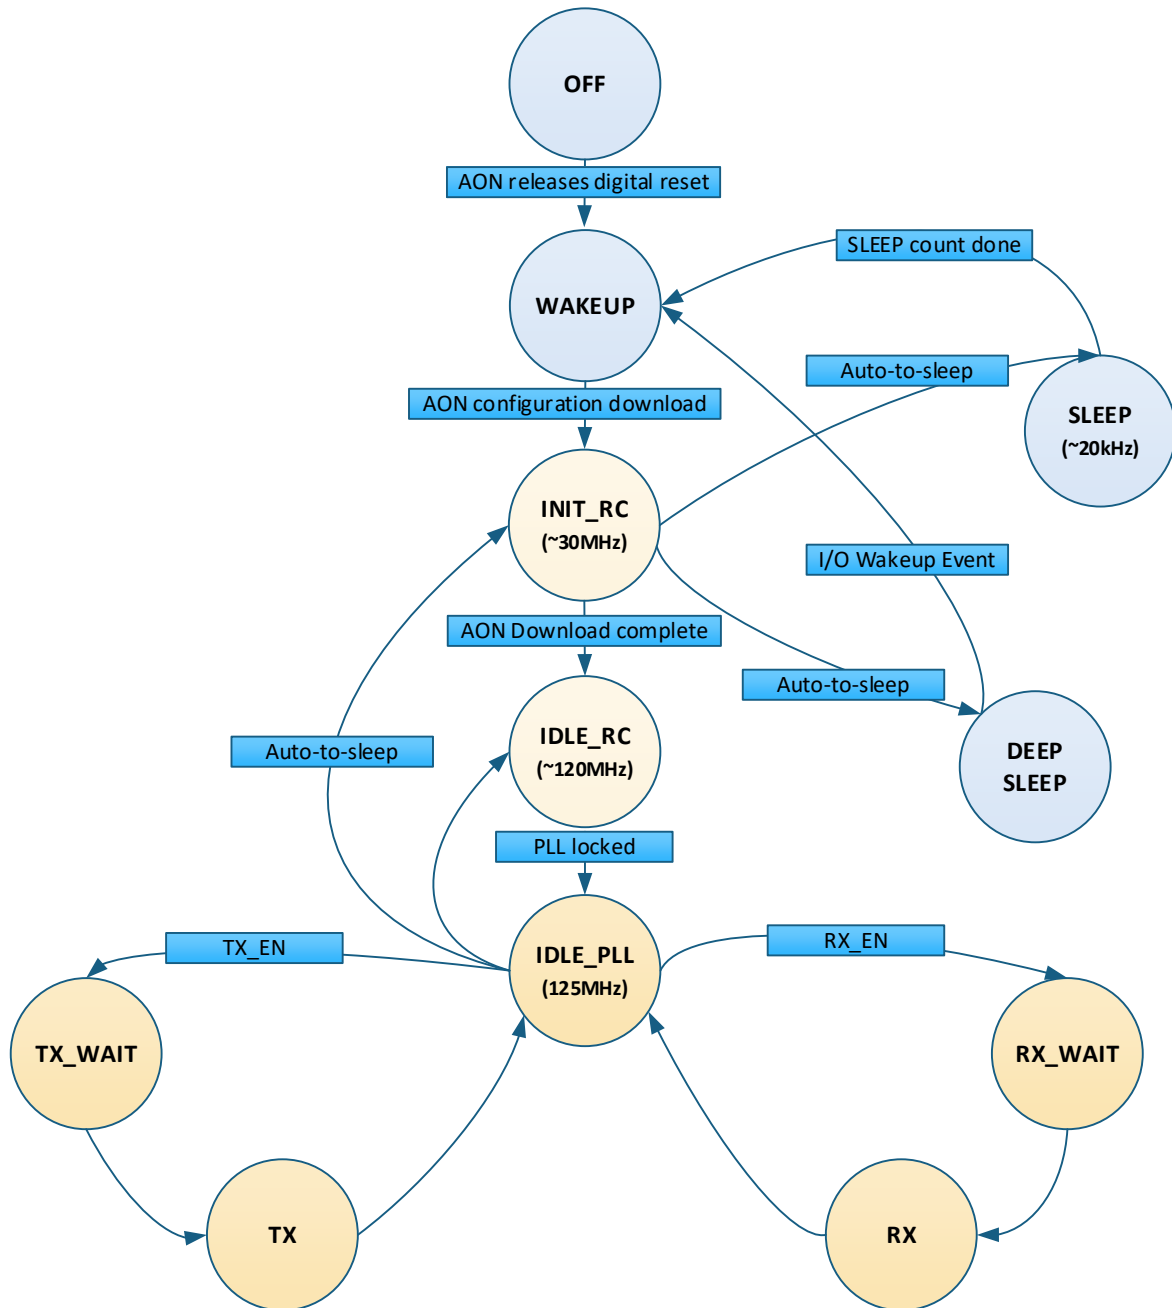 OFF
AON releases digital reset
SLEEP count done
WAKEUP
Auto-to-sleep
AON configuration download
SLEEP
(~20kHz)
INIT_RC
(~30MHz)
I/O Wakeup Event
AON Download complete
Auto-to-sleep
IDLE_RC
(~120MHz)
Auto-to-sleep
DEEP
SLEEP
PLL locked
TX_EN
RX_EN
IDLE_PLL
(125MHz)
TX_WAIT
RX_WAIT
TX
RX